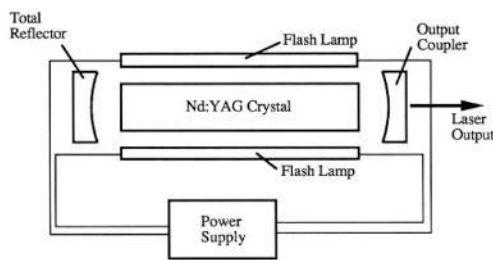 Total
Reflector
Flash Lamp
Output
Coupler
Nd:YAG Crystal
Laser
Output
Flash Lamp
Power
Supply